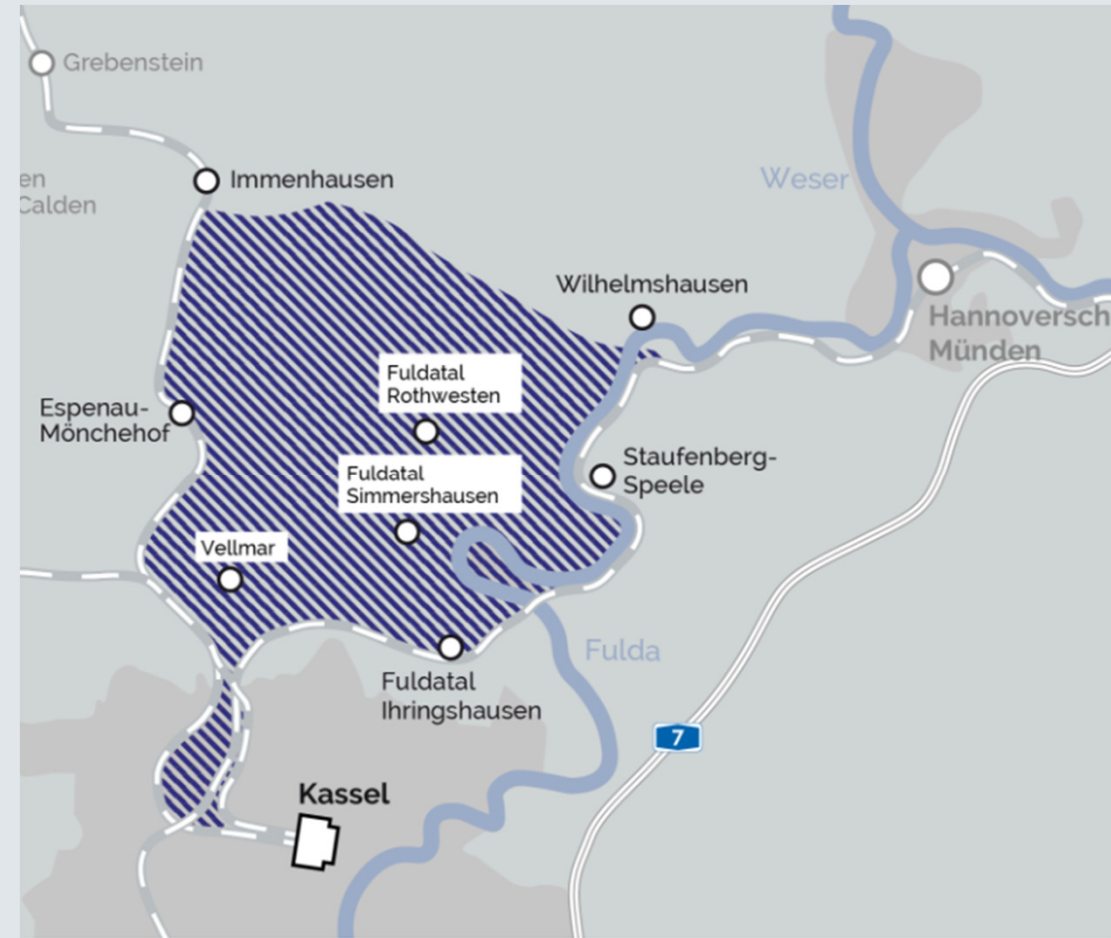 Grebenstein
en
Calden
Immenhausen
Weser
Wilhelmshausen
Hannoversch
Münden
Fuldatal
Rothwesten
Espenau-
Mönchehof
Staufenberg-
Speele
Fuldatal
Simmershausen
Vellmar
Fulda
Fuldatal
Ihringshausen
7
Kassel